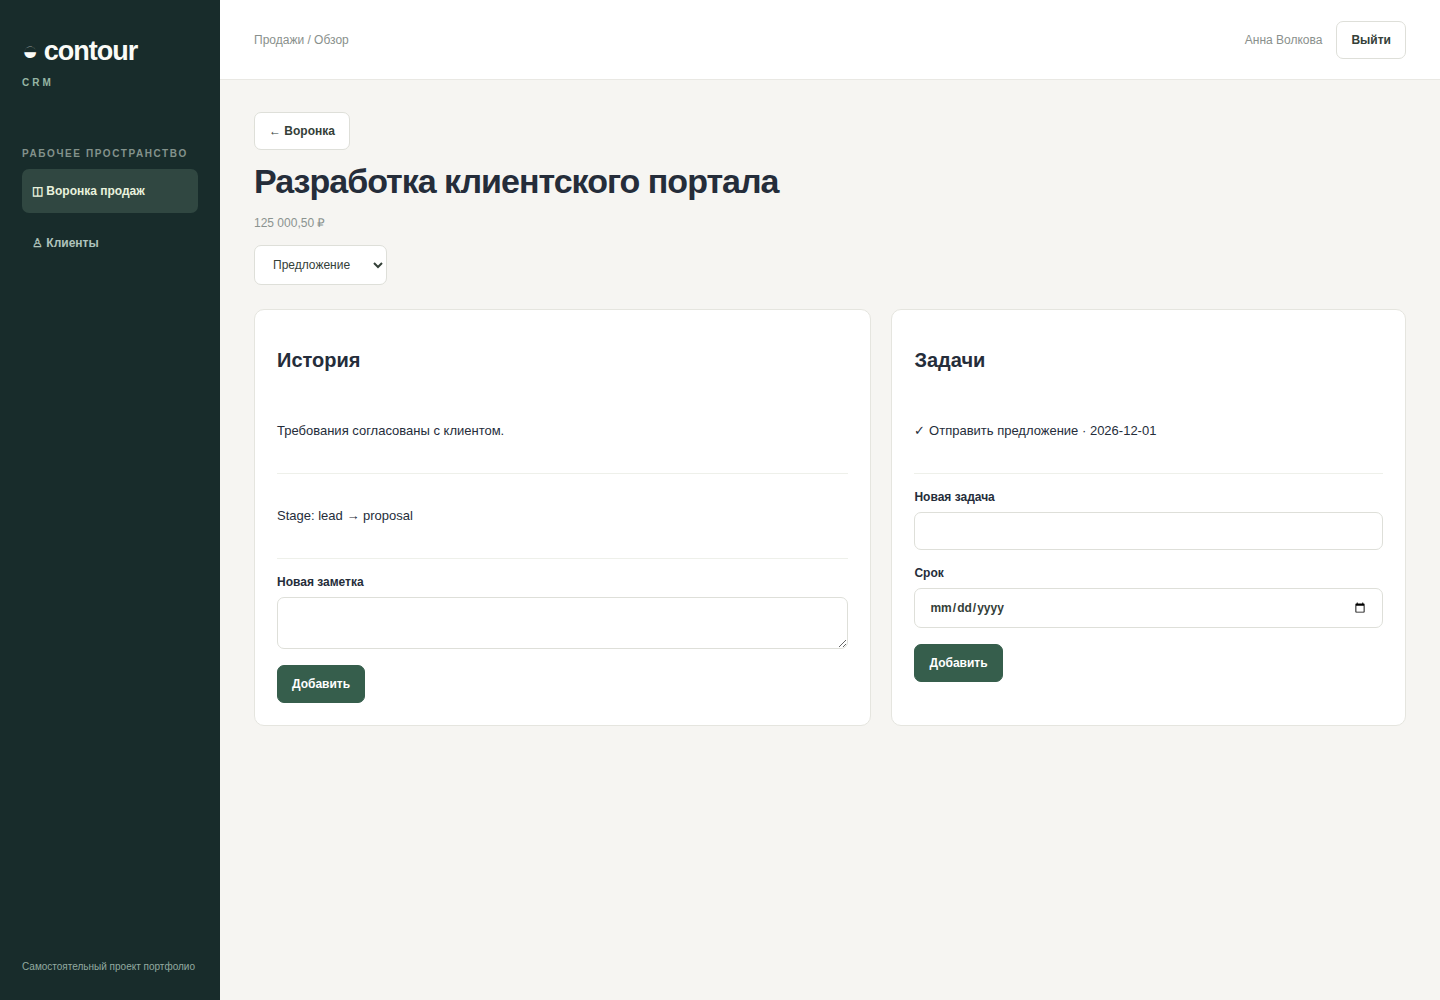 contour
CRM
РАБОЧЕЕ ПРОСТРАНСТВО
Воронка продаж
Клиенты
Самостоятельный проект портфолио
Продажи / Обзор
Анна Волкова
Выйти
← Воронка
Разработка клиентского портала
125 000,50 ₽
Предложение
История
Требования согласованы с клиентом.
Stage: lead → proposal
Новая заметка
Добавить
Задачи
✓ Отправить предложение · 2026-12-01
Новая задача
Срок
mm/dd/yyyy
Добавить